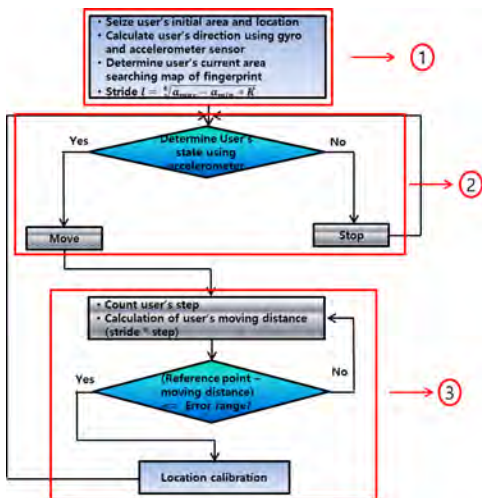 • Seize user's initial area and location
• Calculate user's direction using
gyro and accelerometer sensor
• Determine user's current area
searching map of fingerprint
• Stride l = ∜(a_max − a_min) * K
①
Yes
Determine User's
state using
accelerometer
No
②
Move
Stop
• Count user's step
• Calculation of user's moving distance
(stride * step)
Yes
(Reference point –
moving distance)
<= Error range?
No
③
Location calibration